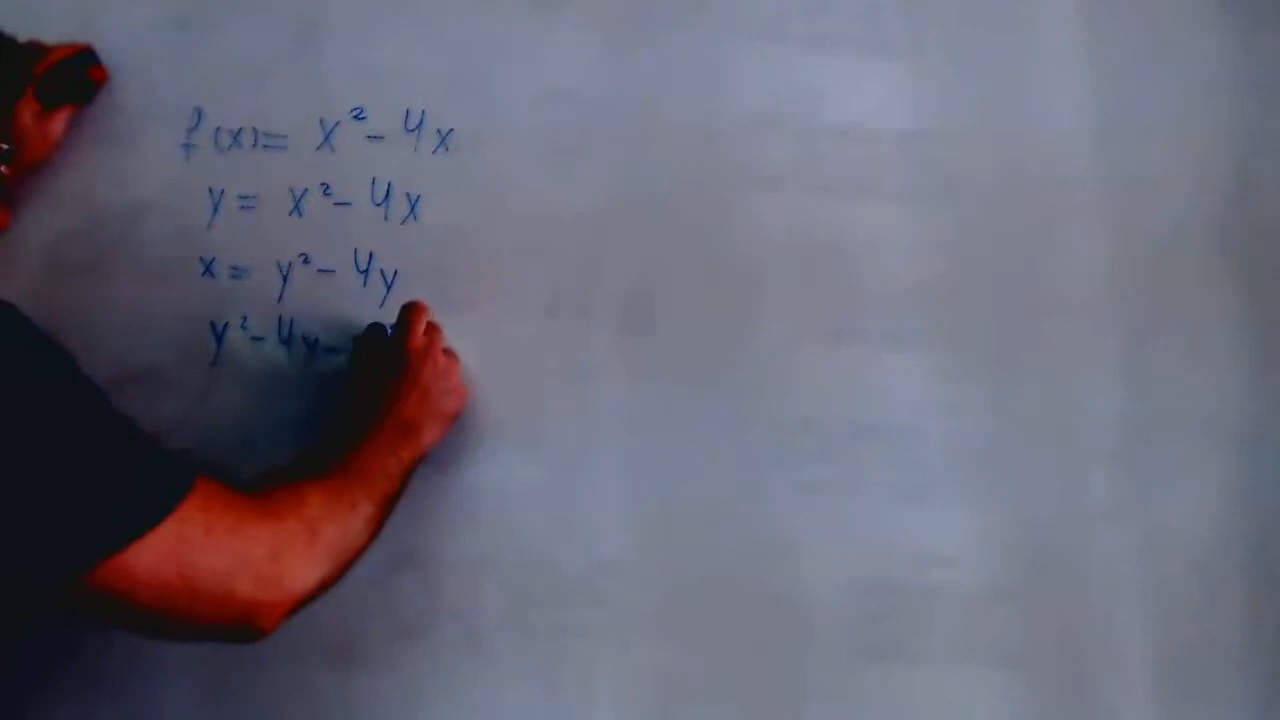 f(x)= x²- 4x
y = x²- 4x
x = y²- 4y
y²- 4y -